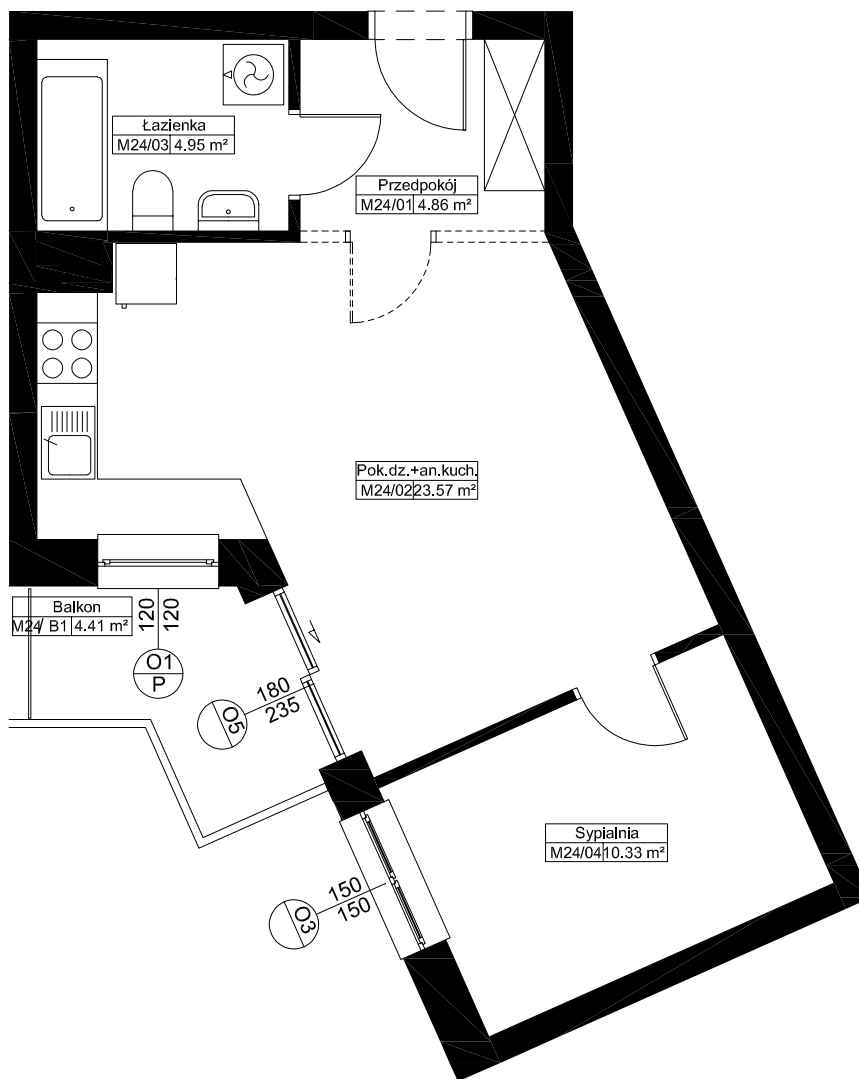 Łazienka
M24/03 4.95 m²
Przedpokój
M24/01 4.86 m²
Pok.dz.+an.kuch.
M24/02 23.57 m²
Balkon
M24/ B1 4.41 m²
120
120
O1
P
180
235
O5
Sypialnia
M24/04 10.33 m²
150
150
O3